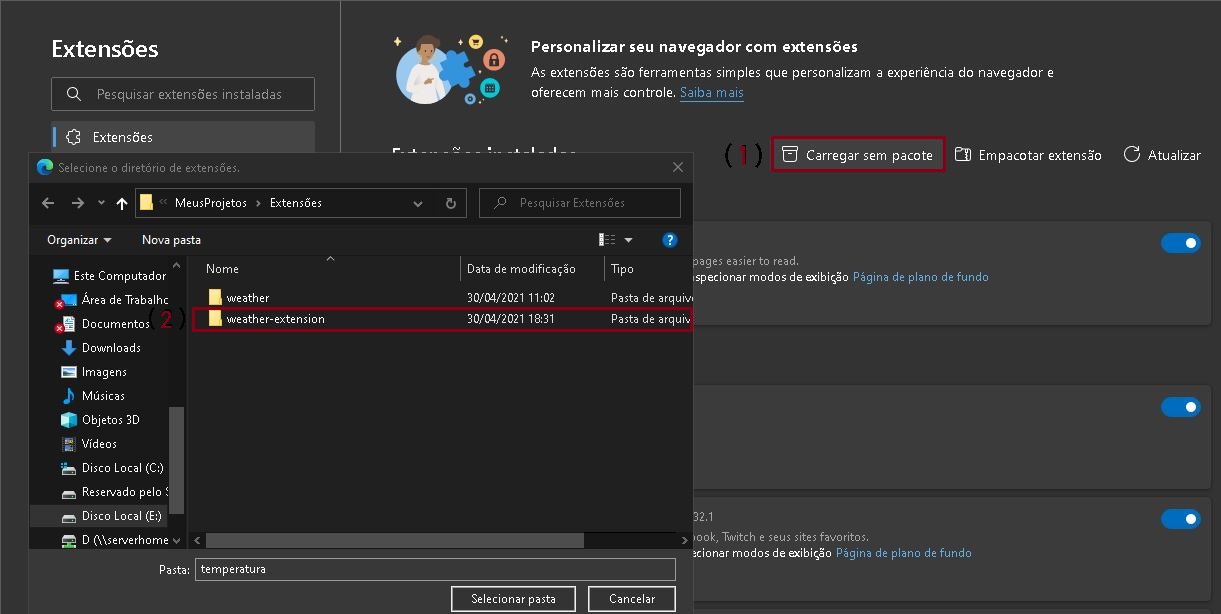 Extensões
Pesquisar extensões instaladas
Extensões
Personalizar seu navegador com extensões
As extensões são ferramentas simples que personalizam a experiência do navegador e
oferecem mais controle. Saiba mais
Extensões instaladas
(1)
Carregar sem pacote
Empacotar extensão
Atualizar
Selecione o diretório de extensões.
« MeusProjetos > Extensões
Pesquisar Extensões
Organizar
Nova pasta
?
Este Computador
Área de Trabalho
Documentos
Downloads
Imagens
Músicas
Objetos 3D
Vídeos
Disco Local (C:)
Reservado pelo S
Disco Local (E:)
D (\\serverhome
Nome Data de modificação Tipo
weather 30/04/2021 11:02 Pasta de arquivo
(2) weather-extension 30/04/2021 18:31 Pasta de arquiv
Pasta: temperatura
Selecionar pasta
Cancelar
pages easier to read.
specionar modos de exibição Página de plano de fundo
32.1
ook, Twitch e seus sites favoritos.
ecionar modos de exibição Página de plano de fundo